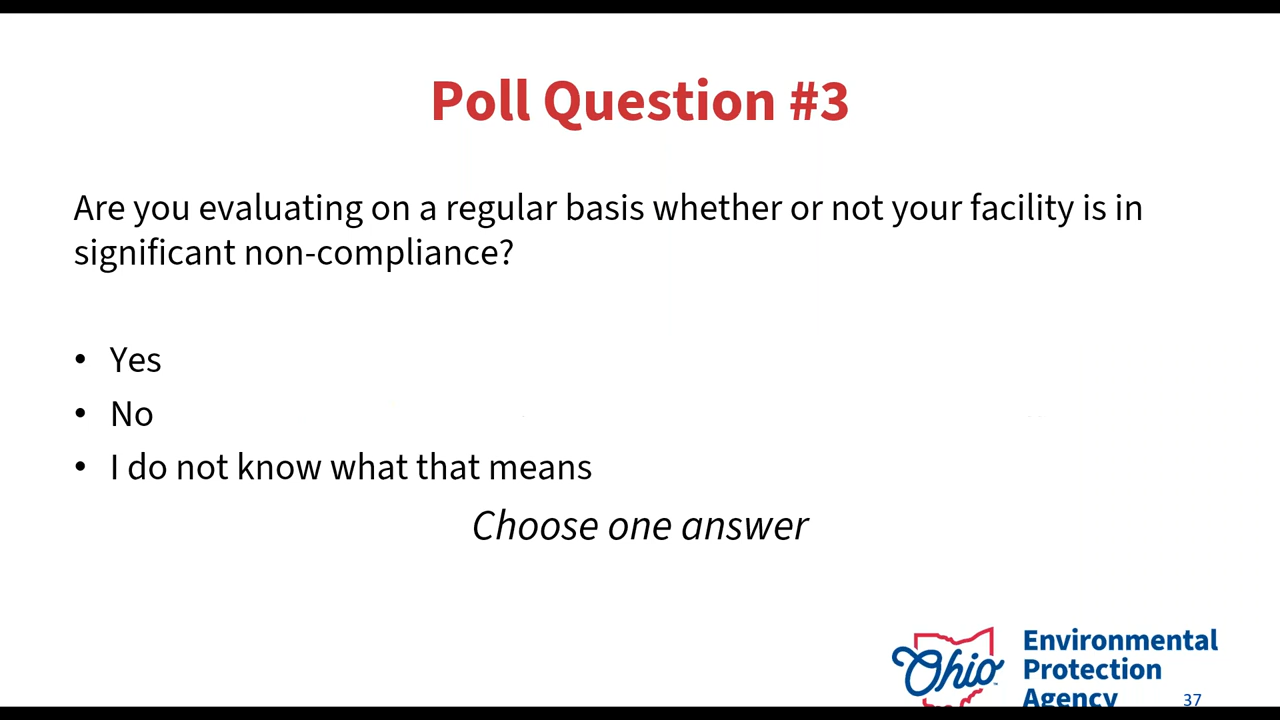 Poll Question #3
Are you evaluating on a regular basis whether or not your facility is in
significant non-compliance?
• Yes
• No
• I do not know what that means
Choose one answer
Ohio
Environmental
Protection
Agency
37